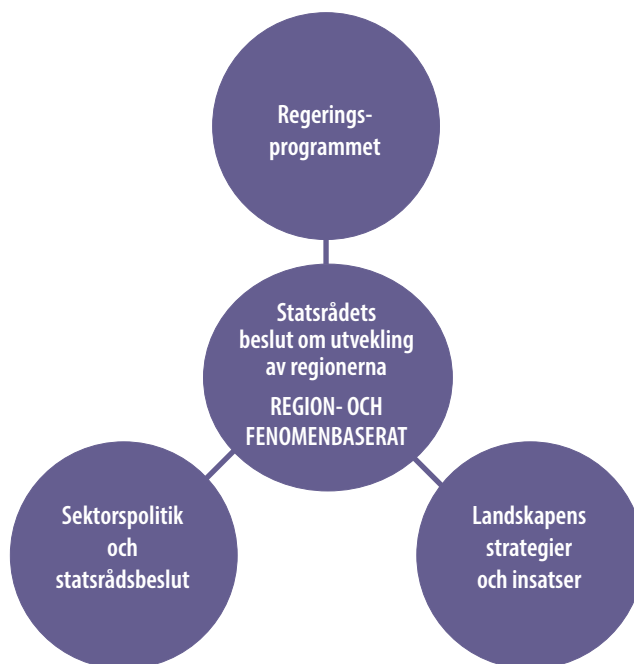 Regerings-
programmet
Statsrådets
beslut om utvekling
av regionerna
REGION- OCH
FENOMENBASERAT
Sektorspolitik
och
statsrådsbeslut
Landskapens
strategier
och insatser